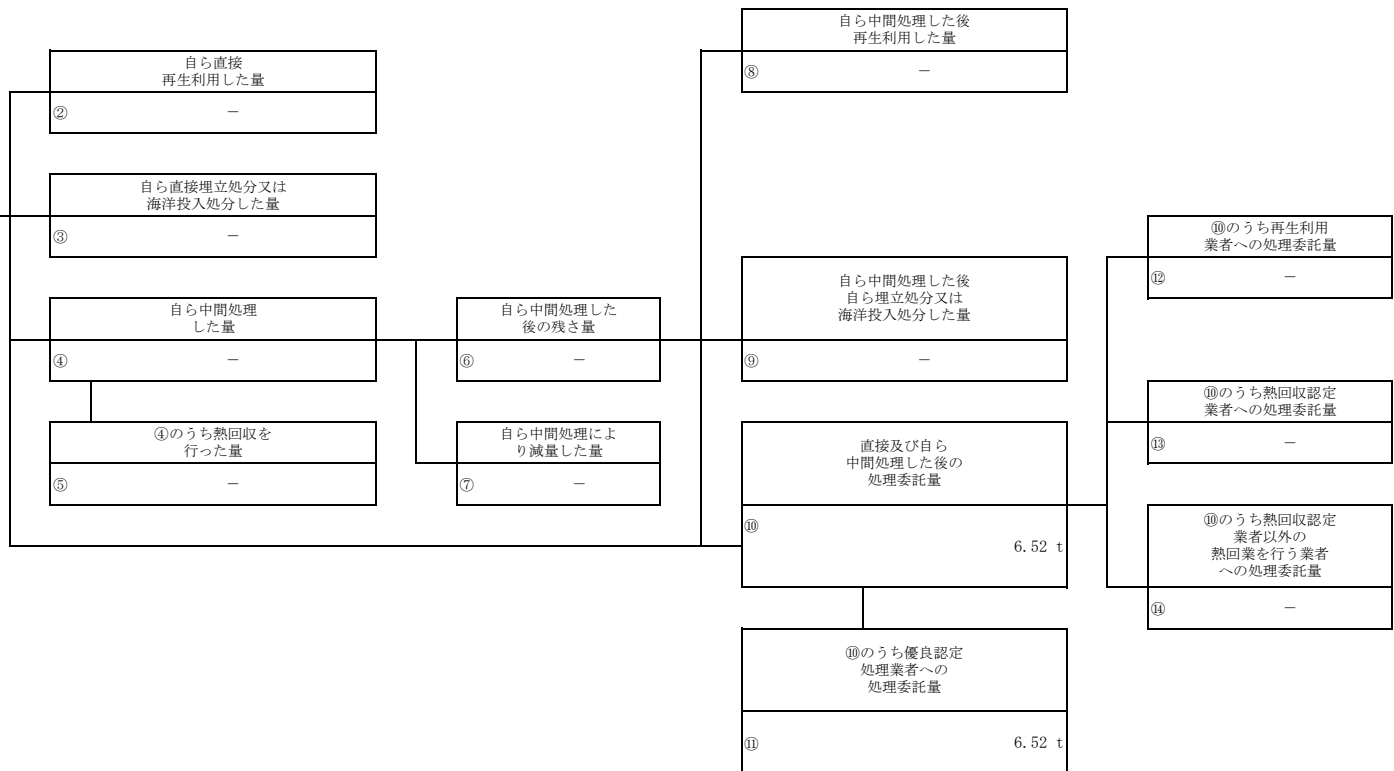 自ら直接
再生利用した量
② －
自ら直接埋立処分又は
海洋投入処分した量
③ －
自ら中間処理
した量
④ －
④のうち熱回収を
行った量
⑤ －
自ら中間処理した
後の残さ量
⑥ －
自ら中間処理によ
り減量した量
⑦ －
自ら中間処理した後
再生利用した量
⑧ －
自ら中間処理した後
自ら埋立処分又は
海洋投入処分した量
⑨ －
直接及び自ら
中間処理した後の
処理委託量
⑩
6.52 t
⑩のうち優良認定
処理業者への
処理委託量
⑪ 6.52 t
⑩のうち再生利用
業者への処理委託量
⑫ －
⑩のうち熱回収認定
業者への処理委託量
⑬ －
⑩のうち熱回収認定
業者以外の
熱回業を行う業者
への処理委託量
⑭ －